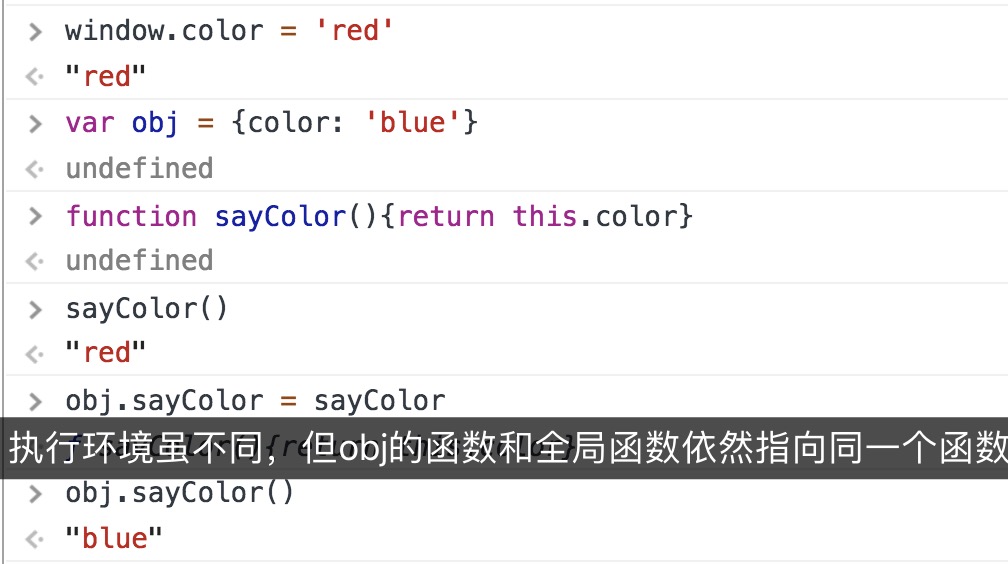 > window.color = 'red'
< "red"
> var obj = {color: 'blue'}
< undefined
> function sayColor(){return this.color}
< undefined
> sayColor()
< "red"
> obj.sayColor = sayColor
执行环境虽不同，但obj的函数和全局函数依然指向同一个函数
> obj.sayColor()
< "blue"